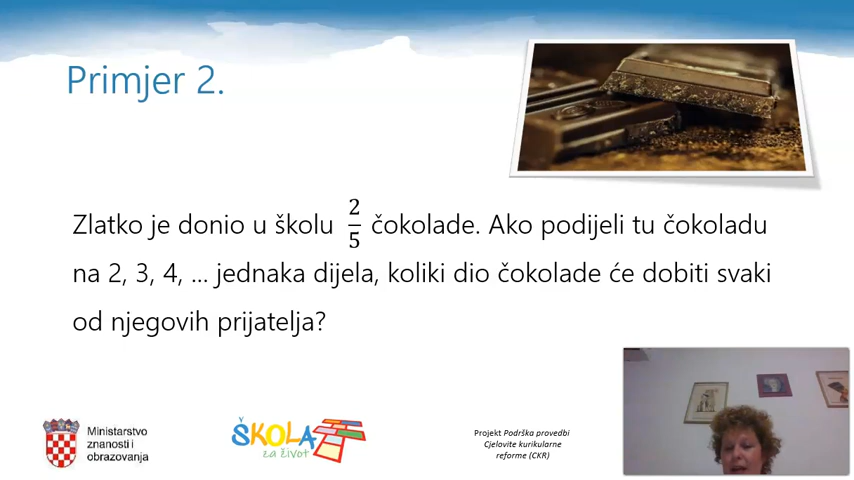 Primjer 2.
Zlatko je donio u školu 2/5 čokolade. Ako podijeli tu čokoladu
na 2, 3, 4, ... jednaka dijela, koliki dio čokolade će dobiti svaki
od njegovih prijatelja?
Ministarstvo
znanosti i
obrazovanja
ŠKOLA
za život
Projekt Podrška provedbi
Cjelovite kurikularne
reforme (CKR)